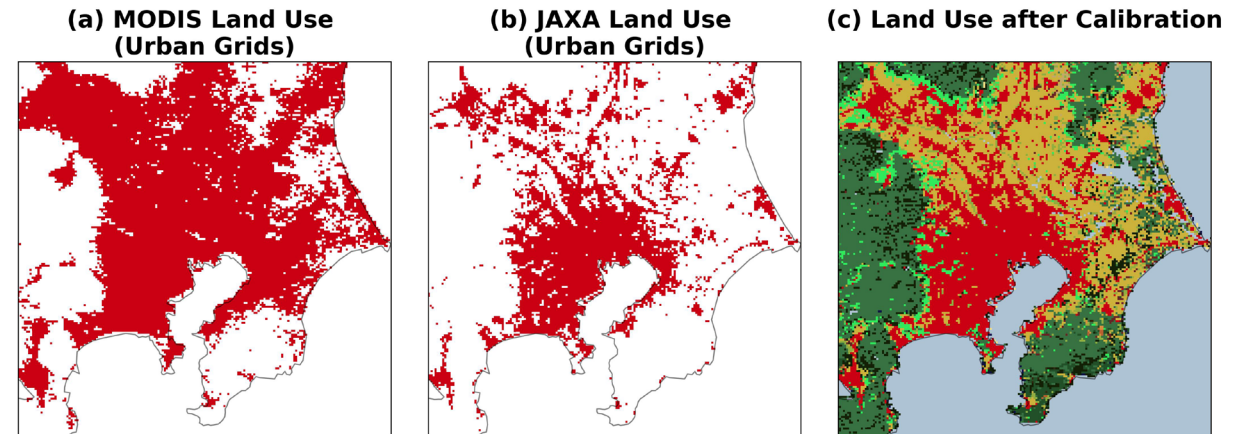 (a) MODIS Land Use
(Urban Grids)
(b) JAXA Land Use
(Urban Grids)
(c) Land Use after Calibration